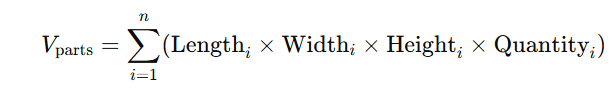 V_parts = ∑_{i=1}^{n} (Length_i × Width_i × Height_i × Quantity_i)